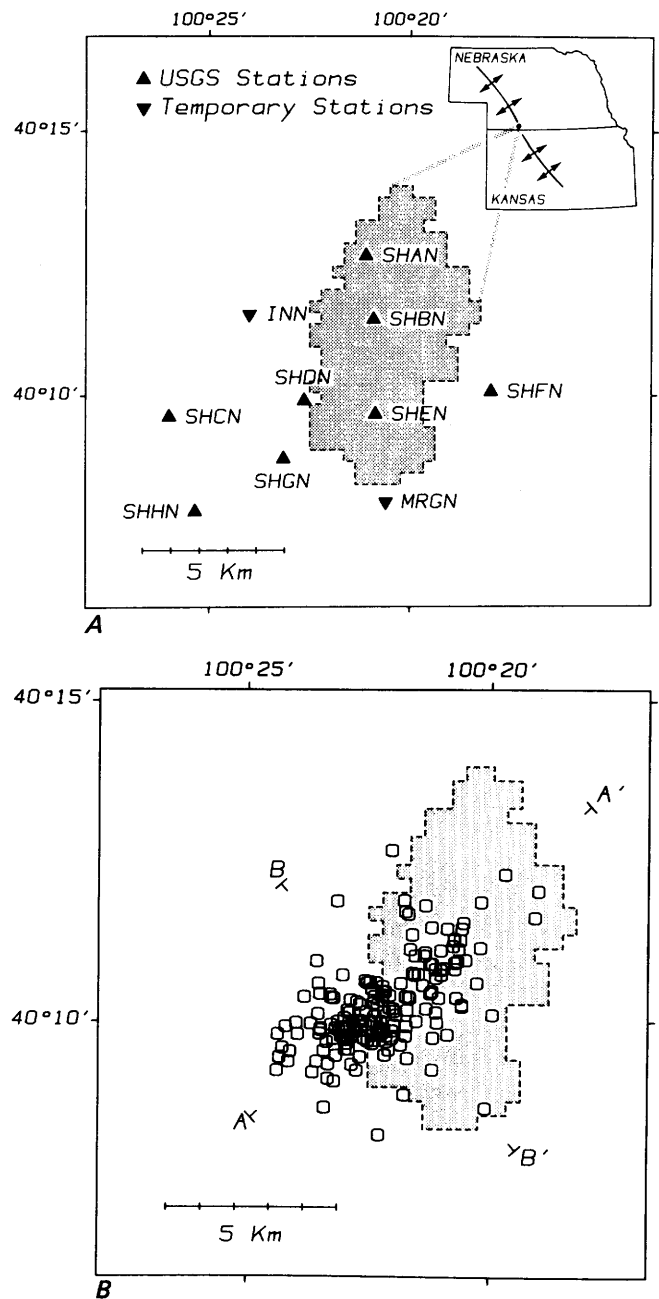 100°25' 100°20'
▲ USGS Stations
▼ Temporary Stations
NEBRASKA
KANSAS
40°15'
SHAN
INN
SHBN
SHDN
40°10'
SHFN
SHCN
SHEN
SHGN
SHHN
MRGN
5 Km
A
100°25' 100°20'
40°15'
A'
B
40°10'
A
B'
5 Km
B